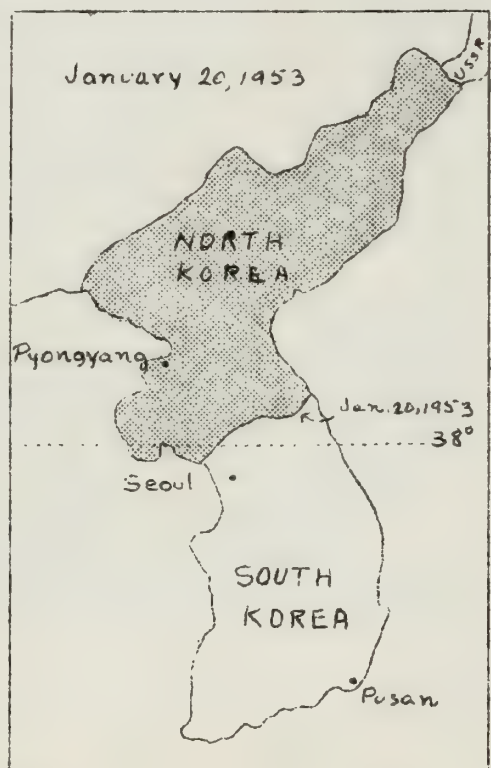 January 20, 1953
USSR
NORTH
KOREA
Pyongyang
Jan. 20, 1953
38°
Seoul
SOUTH
KOREA
Pusan